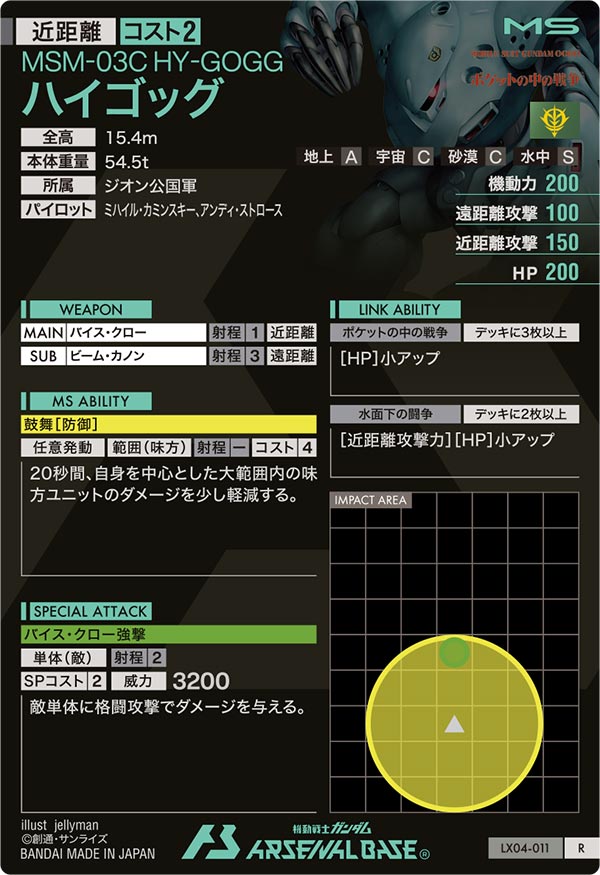 近距離 コスト2
MS
MSM-03C HY-GOGG
ハイゴッグ
ポケットの中の戦争
全高 15.4m
本体重量 54.5t
所属 ジオン公国軍
パイロット ミハイル・カミンスキー、アンディ・ストロース
地上 A 宇宙 C 砂漠 C 水中 S
機動力 200
遠距離攻撃 100
近距離攻撃 150
HP 200
WEAPON
MAIN バイス・クロー 射程 1 近距離
SUB ビーム・カノン 射程 3 遠距離
MS ABILITY
鼓舞[防御]
任意発動 範囲(味方) 射程 ー コスト 4
20秒間、自身を中心とした大範囲内の味
方ユニットのダメージを少し軽減する。
SPECIAL ATTACK
バイス・クロー強撃
単体(敵) 射程 2
SPコスト 2 威力 3200
敵単体に格闘攻撃でダメージを与える。
LINK ABILITY
ポケットの中の戦争 デッキに3枚以上
[HP]小アップ
水面下の闘争 デッキに2枚以上
[近距離攻撃力][HP]小アップ
IMPACT AREA
illust jellyman
©創通・サンライズ
BANDAI MADE IN JAPAN
機動戦士ガンダム
AB ARSENAL BASE®
LX04-011 R